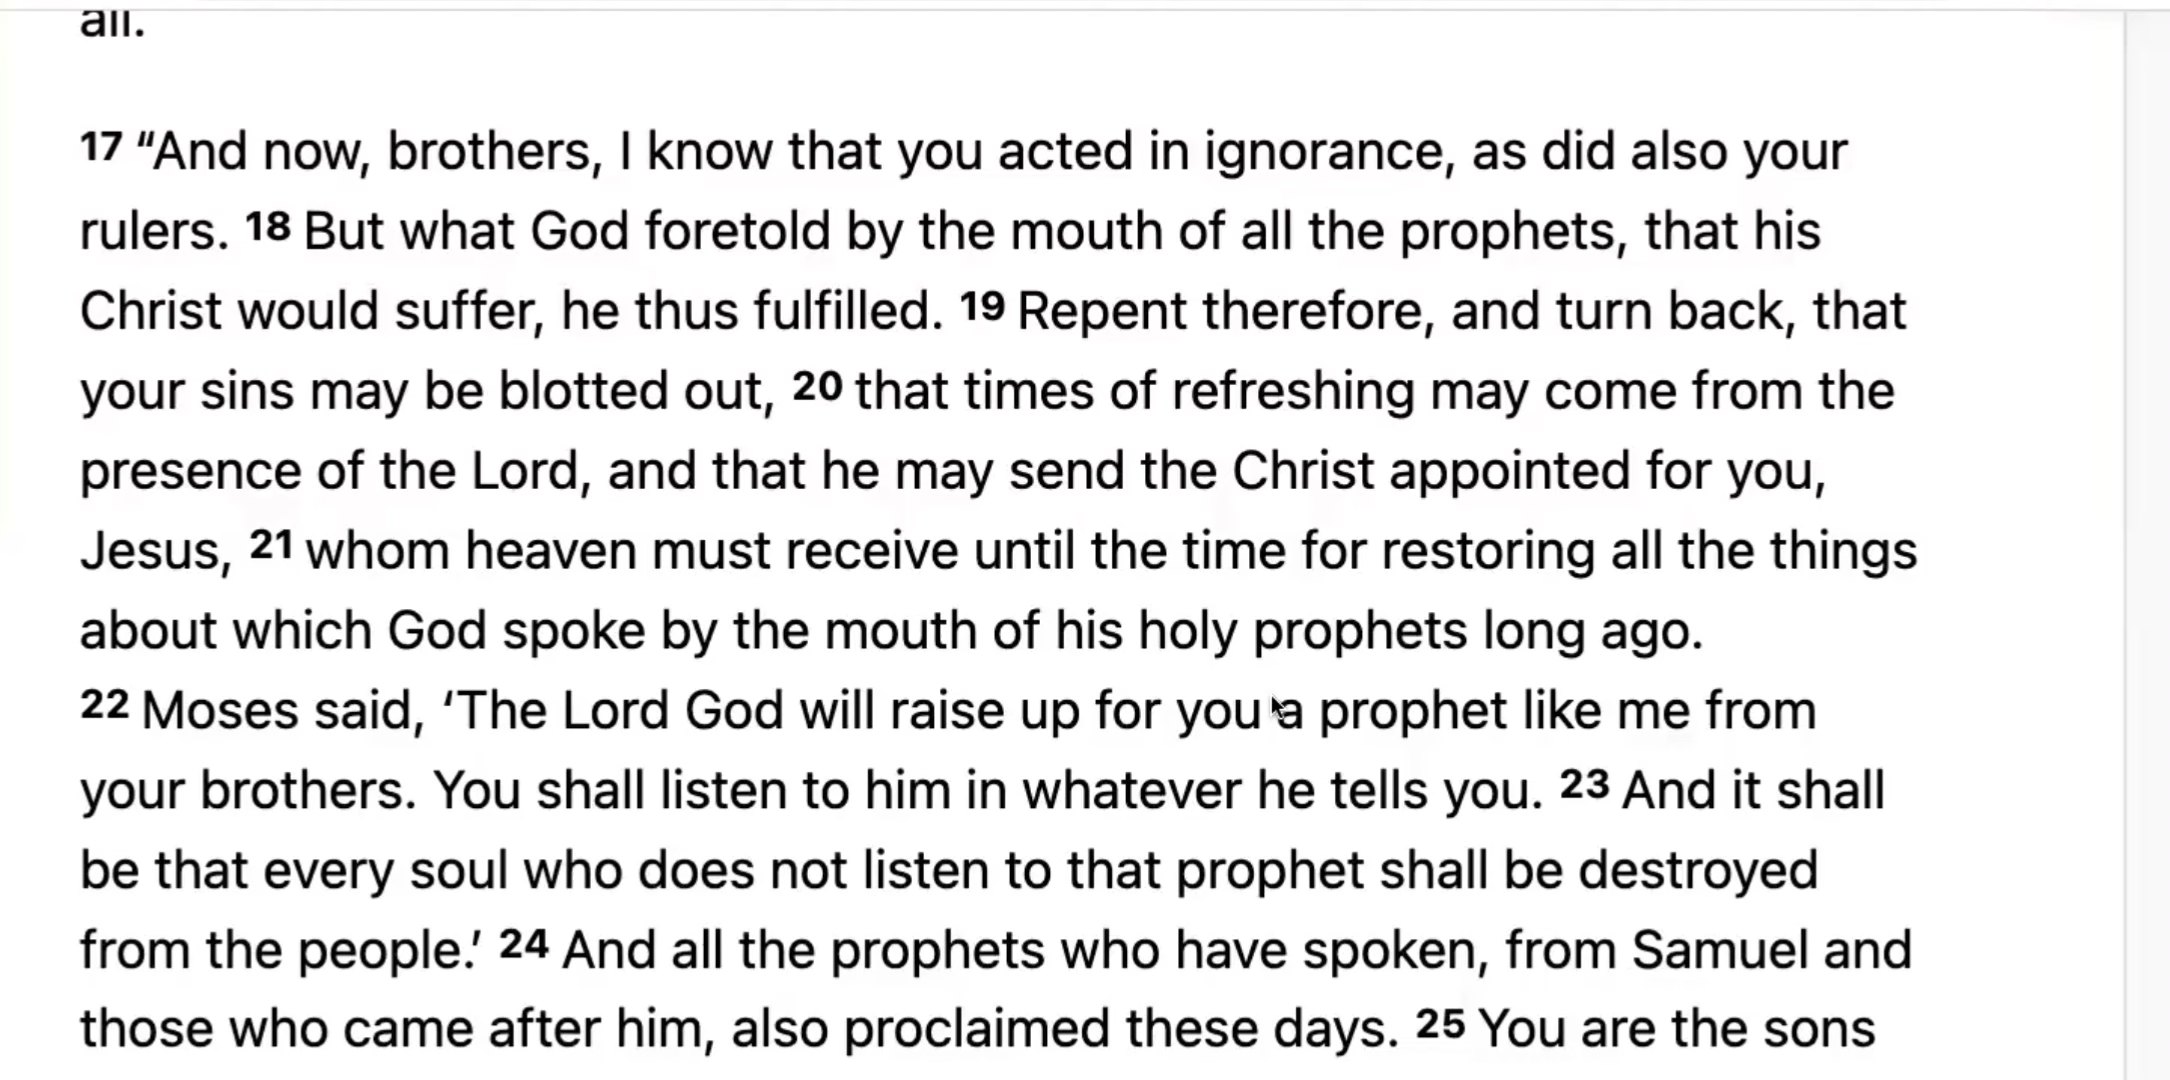 all.
17 “And now, brothers, I know that you acted in ignorance, as did also your
rulers. 18 But what God foretold by the mouth of all the prophets, that his
Christ would suffer, he thus fulfilled. 19 Repent therefore, and turn back, that
your sins may be blotted out, 20 that times of refreshing may come from the
presence of the Lord, and that he may send the Christ appointed for you,
Jesus, 21 whom heaven must receive until the time for restoring all the things
about which God spoke by the mouth of his holy prophets long ago.
22 Moses said, ‘The Lord God will raise up for you a prophet like me from
your brothers. You shall listen to him in whatever he tells you. 23 And it shall
be that every soul who does not listen to that prophet shall be destroyed
from the people.’ 24 And all the prophets who have spoken, from Samuel and
those who came after him, also proclaimed these days. 25 You are the sons